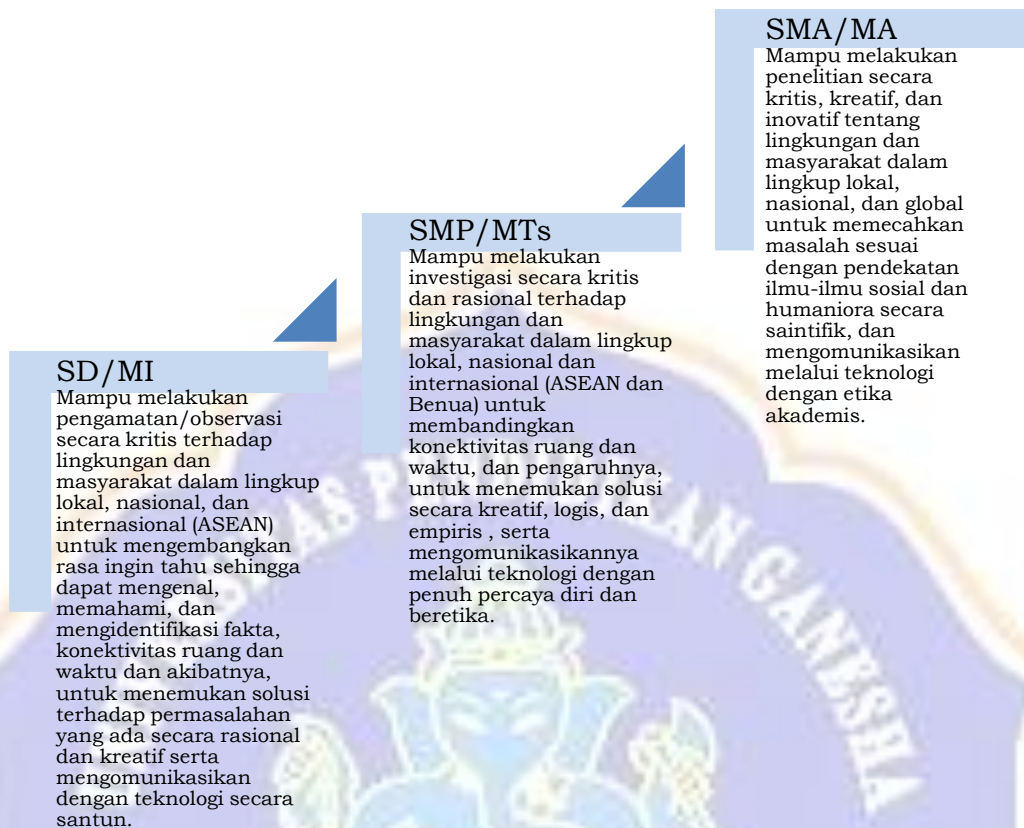 SD/MI
Mampu melakukan
pengamatan/observasi
secara kritis terhadap
lingkungan dan
masyarakat dalam lingkup
lokal, nasional, dan
internasional (ASEAN)
untuk mengembangkan
rasa ingin tahu sehingga
dapat mengenal,
memahami, dan
mengidentifikasi fakta,
konektivitas ruang dan
waktu dan akibatnya,
untuk menemukan solusi
terhadap permasalahan
yang ada secara rasional
dan kreatif serta
mengomunikasikan
dengan teknologi secara
santun.
SMP/MTs
Mampu melakukan
investigasi secara kritis
dan rasional terhadap
lingkungan dan
masyarakat dalam lingkup
lokal, nasional dan
internasional (ASEAN dan
Benua) untuk
membandingkan
konektivitas ruang dan
waktu, dan pengaruhnya,
untuk menemukan solusi
secara kreatif, logis, dan
empiris , serta
mengomunikasikannya
melalui teknologi dengan
penuh percaya diri dan
beretika.
SMA/MA
Mampu melakukan
penelitian secara
kritis, kreatif, dan
inovatif tentang
lingkungan dan
masyarakat dalam
lingkup lokal,
nasional, dan global
untuk memecahkan
masalah sesuai
dengan pendekatan
ilmu-ilmu sosial dan
humaniora secara
saintifik, dan
mengomunikasikan
melalui teknologi
dengan etika
akademis.
GANESHA